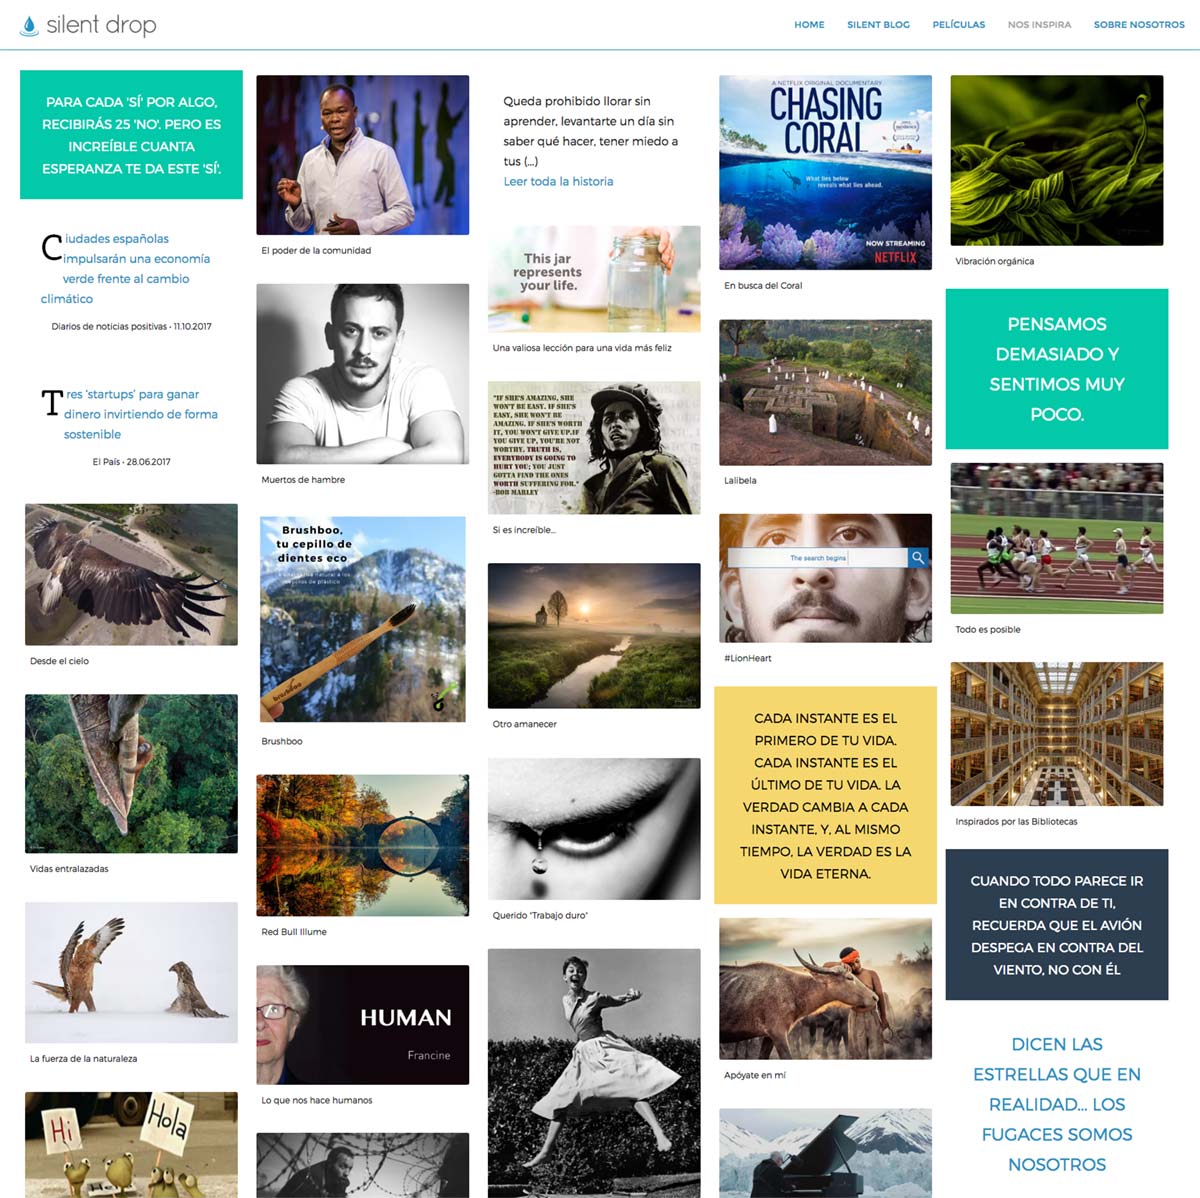 silent drop
HOME
SILENT BLOG
PELÍCULAS
NOS INSPIRA
SOBRE NOSOTROS
PARA CADA 'SÍ' POR ALGO,
RECIBIRÁS 25 'NO'. PERO ES
INCREÍBLE CUANTA
ESPERANZA TE DA ESTE 'SÍ'.
Ciudades españolas
impulsarán una economía
verde frente al cambio
climático
Diarios de noticias positivas • 11.10.2017
Tres 'startups' para ganar
dinero invirtiendo de forma
sostenible
El País • 28.06.2017
Desde el cielo
Vidas entralazadas
La fuerza de la naturaleza
Hi
Hola
El poder de la comunidad
Muertos de hambre
Brushboo,
tu cepillo de
dientes eco
brushboo
Brushboo
Red Bull Illume
HUMAN
Francine
Lo que nos hace humanos
Queda prohibido llorar sin
aprender, levantarte un día sin
saber qué hacer, tener miedo a
tus (...)
Leer toda la historia
This jar
represents
your life.
Una valiosa lección para una vida más feliz
"IF SHE'S AMAZING, SHE
WON'T BE EASY. IF SHE'S
EASY, SHE WON'T BE
AMAZING. IF SHE'S WORTH
IT, YOU WON'T GIVE UP.IF
YOU GIVE UP, YOU'RE NOT
WORTHY. TRUTH IS,
EVERYBODY IS GOING TO
HURT YOU; YOU JUST
GOTTA FIND THE ONES
WORTH SUFFERING FOR."
-BOB MARLEY
Si es increíble...
Otro amanecer
Querido "Trabajo duro"
A NETFLIX ORIGINAL DOCUMENTARY
CHASING
CORAL
What lies below
reveals what lies ahead.
NOW STREAMING
NETFLIX
En busca del Coral
Lalibela
The search begins
#LionHeart
CADA INSTANTE ES EL
PRIMERO DE TU VIDA.
CADA INSTANTE ES EL
ÚLTIMO DE TU VIDA. LA
VERDAD CAMBIA A CADA
INSTANTE, Y, AL MISMO
TIEMPO, LA VERDAD ES LA
VIDA ETERNA.
Apóyate en mí
Vibración orgánica
PENSAMOS
DEMASIADO Y
SENTIMOS MUY
POCO.
Todo es posible
Inspirados por las Bibliotecas
CUANDO TODO PARECE IR
EN CONTRA DE TI,
RECUERDA QUE EL AVIÓN
DESPEGA EN CONTRA DEL
VIENTO, NO CON ÉL
DICEN LAS
ESTRELLAS QUE EN
REALIDAD... LOS
FUGACES SOMOS
NOSOTROS